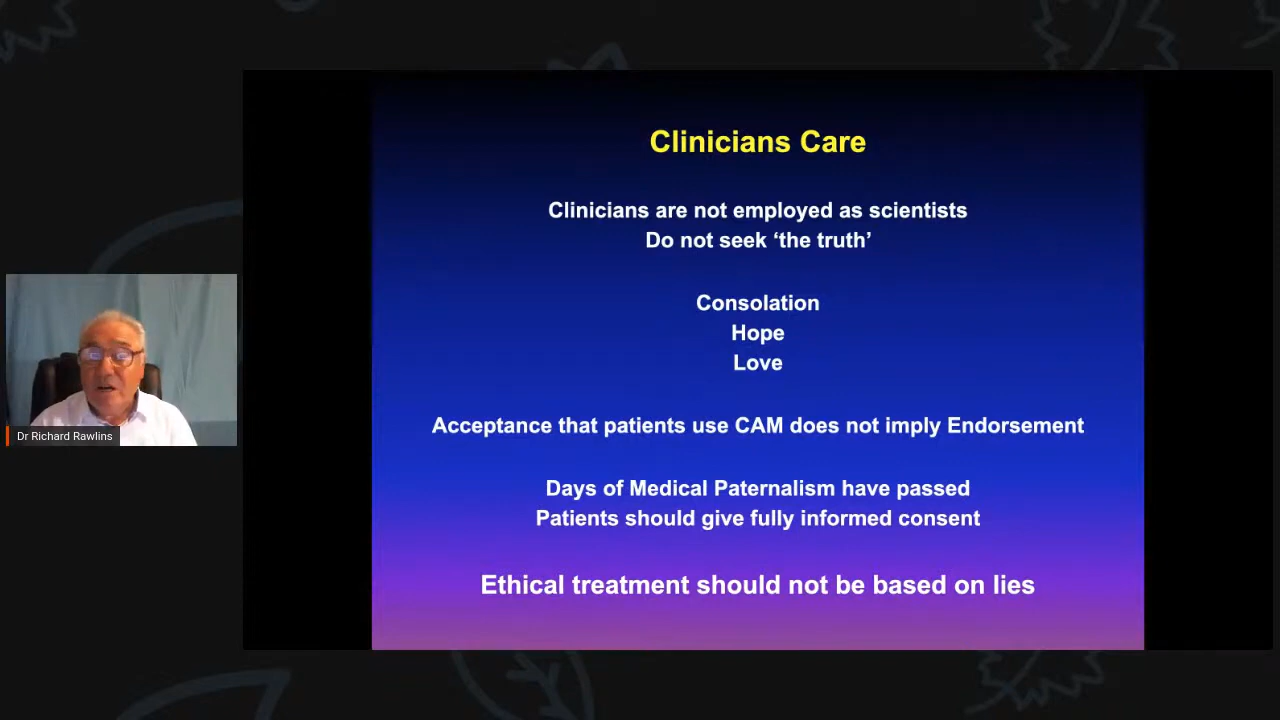 Clinicians Care
Clinicians are not employed as scientists
Do not seek ‘the truth’
Consolation
Hope
Love
Acceptance that patients use CAM does not imply Endorsement
Days of Medical Paternalism have passed
Patients should give fully informed consent
Ethical treatment should not be based on lies
Dr Richard Rawlins